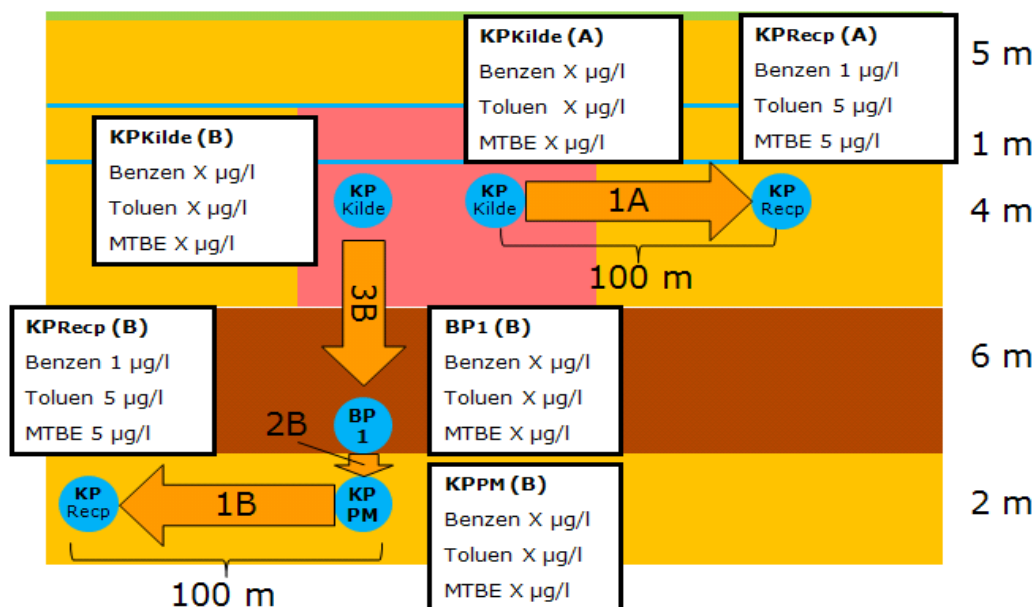 KPKilde (A)
Benzen X µg/l
Toluen X µg/l
MTBE X µg/l
KPRecp (A)
Benzen 1 µg/l
Toluen 5 µg/l
MTBE 5 µg/l
5 m
1 m
KPKilde (B)
Benzen X µg/l
Toluen X µg/l
MTBE X µg/l
KP
Kilde
KP
Kilde
1A
KP
Recp
4 m
100 m
3B
KPRecp (B)
Benzen 1 µg/l
Toluen 5 µg/l
MTBE 5 µg/l
BP1 (B)
Benzen X µg/l
Toluen X µg/l
MTBE X µg/l
6 m
BP
1
2B
KP
Recp
1B
KP
PM
KPPM (B)
Benzen X µg/l
Toluen X µg/l
MTBE X µg/l
2 m
100 m